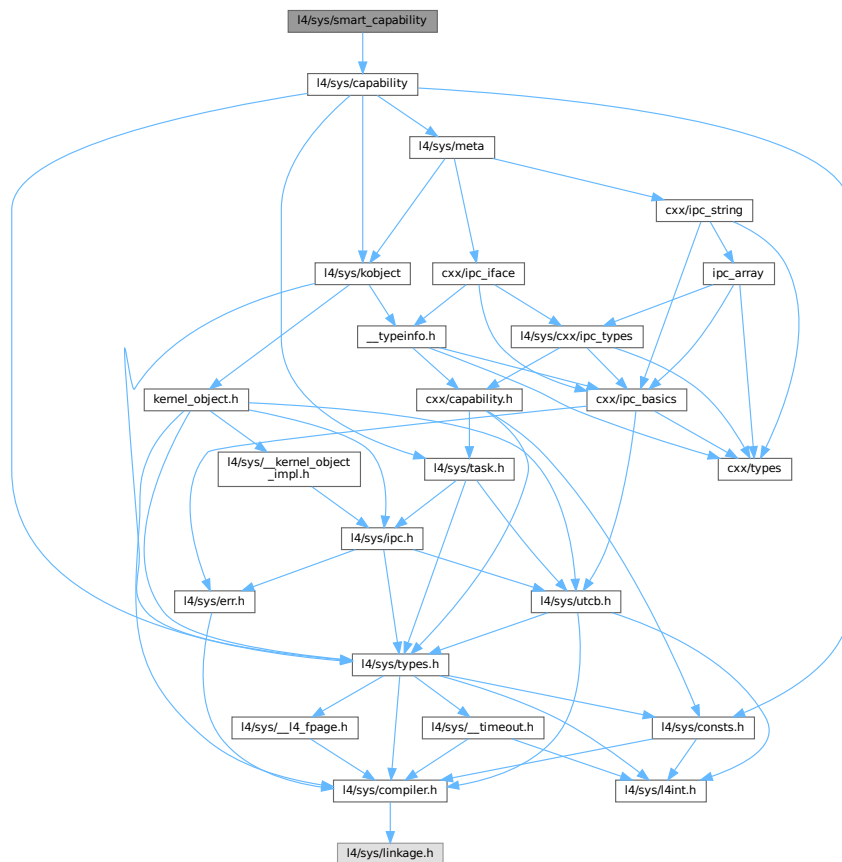 l4/sys/smart_capability
l4/sys/capability
l4/sys/meta
cxx/ipc_string
l4/sys/kobject
cxx/ipc_iface
ipc_array
__typeinfo.h
l4/sys/cxx/ipc_types
kernel_object.h
cxx/capability.h
cxx/ipc_basics
l4/sys/__kernel_object
_impl.h
l4/sys/task.h
cxx/types
l4/sys/ipc.h
l4/sys/err.h
l4/sys/utcb.h
l4/sys/types.h
l4/sys/__l4_fpage.h
l4/sys/__timeout.h
l4/sys/consts.h
l4/sys/compiler.h
l4/sys/l4int.h
l4/sys/linkage.h